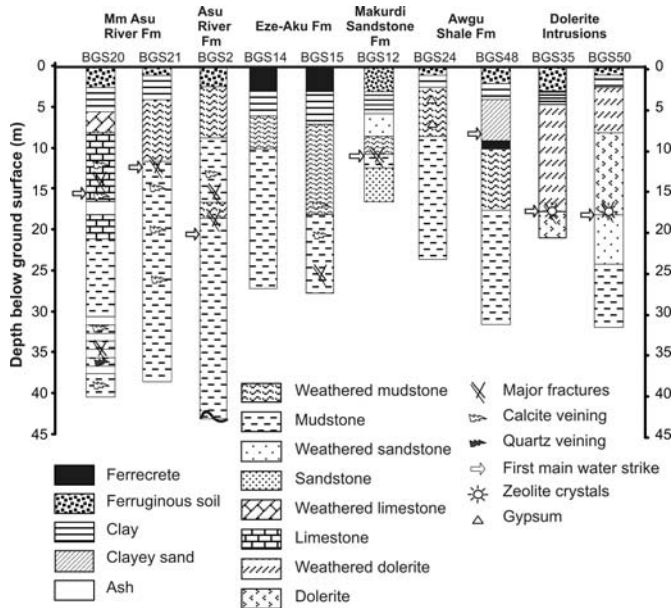 Mm Asu River Fm
Asu River Fm
Eze-Aku Fm
Makurdi Sandstone Fm
Awgu Shale Fm
Dolerite Intrusions
BGS20 BGS21 BGS2 BGS14 BGS15 BGS12 BGS24 BGS48 BGS35 BGS50
Depth below ground surface (m)
0 0
5 5
10 10
15 15
20 20
25 25
30 30
35 35
40 40
45 45
Ferrecrete
Ferruginous soil
Clay
Clayey sand
Ash
Weathered mudstone
Mudstone
Weathered sandstone
Sandstone
Weathered limestone
Limestone
Weathered dolerite
Dolerite
Major fractures
Calcite veining
Quartz veining
First main water strike
Zeolite crystals
Gypsum